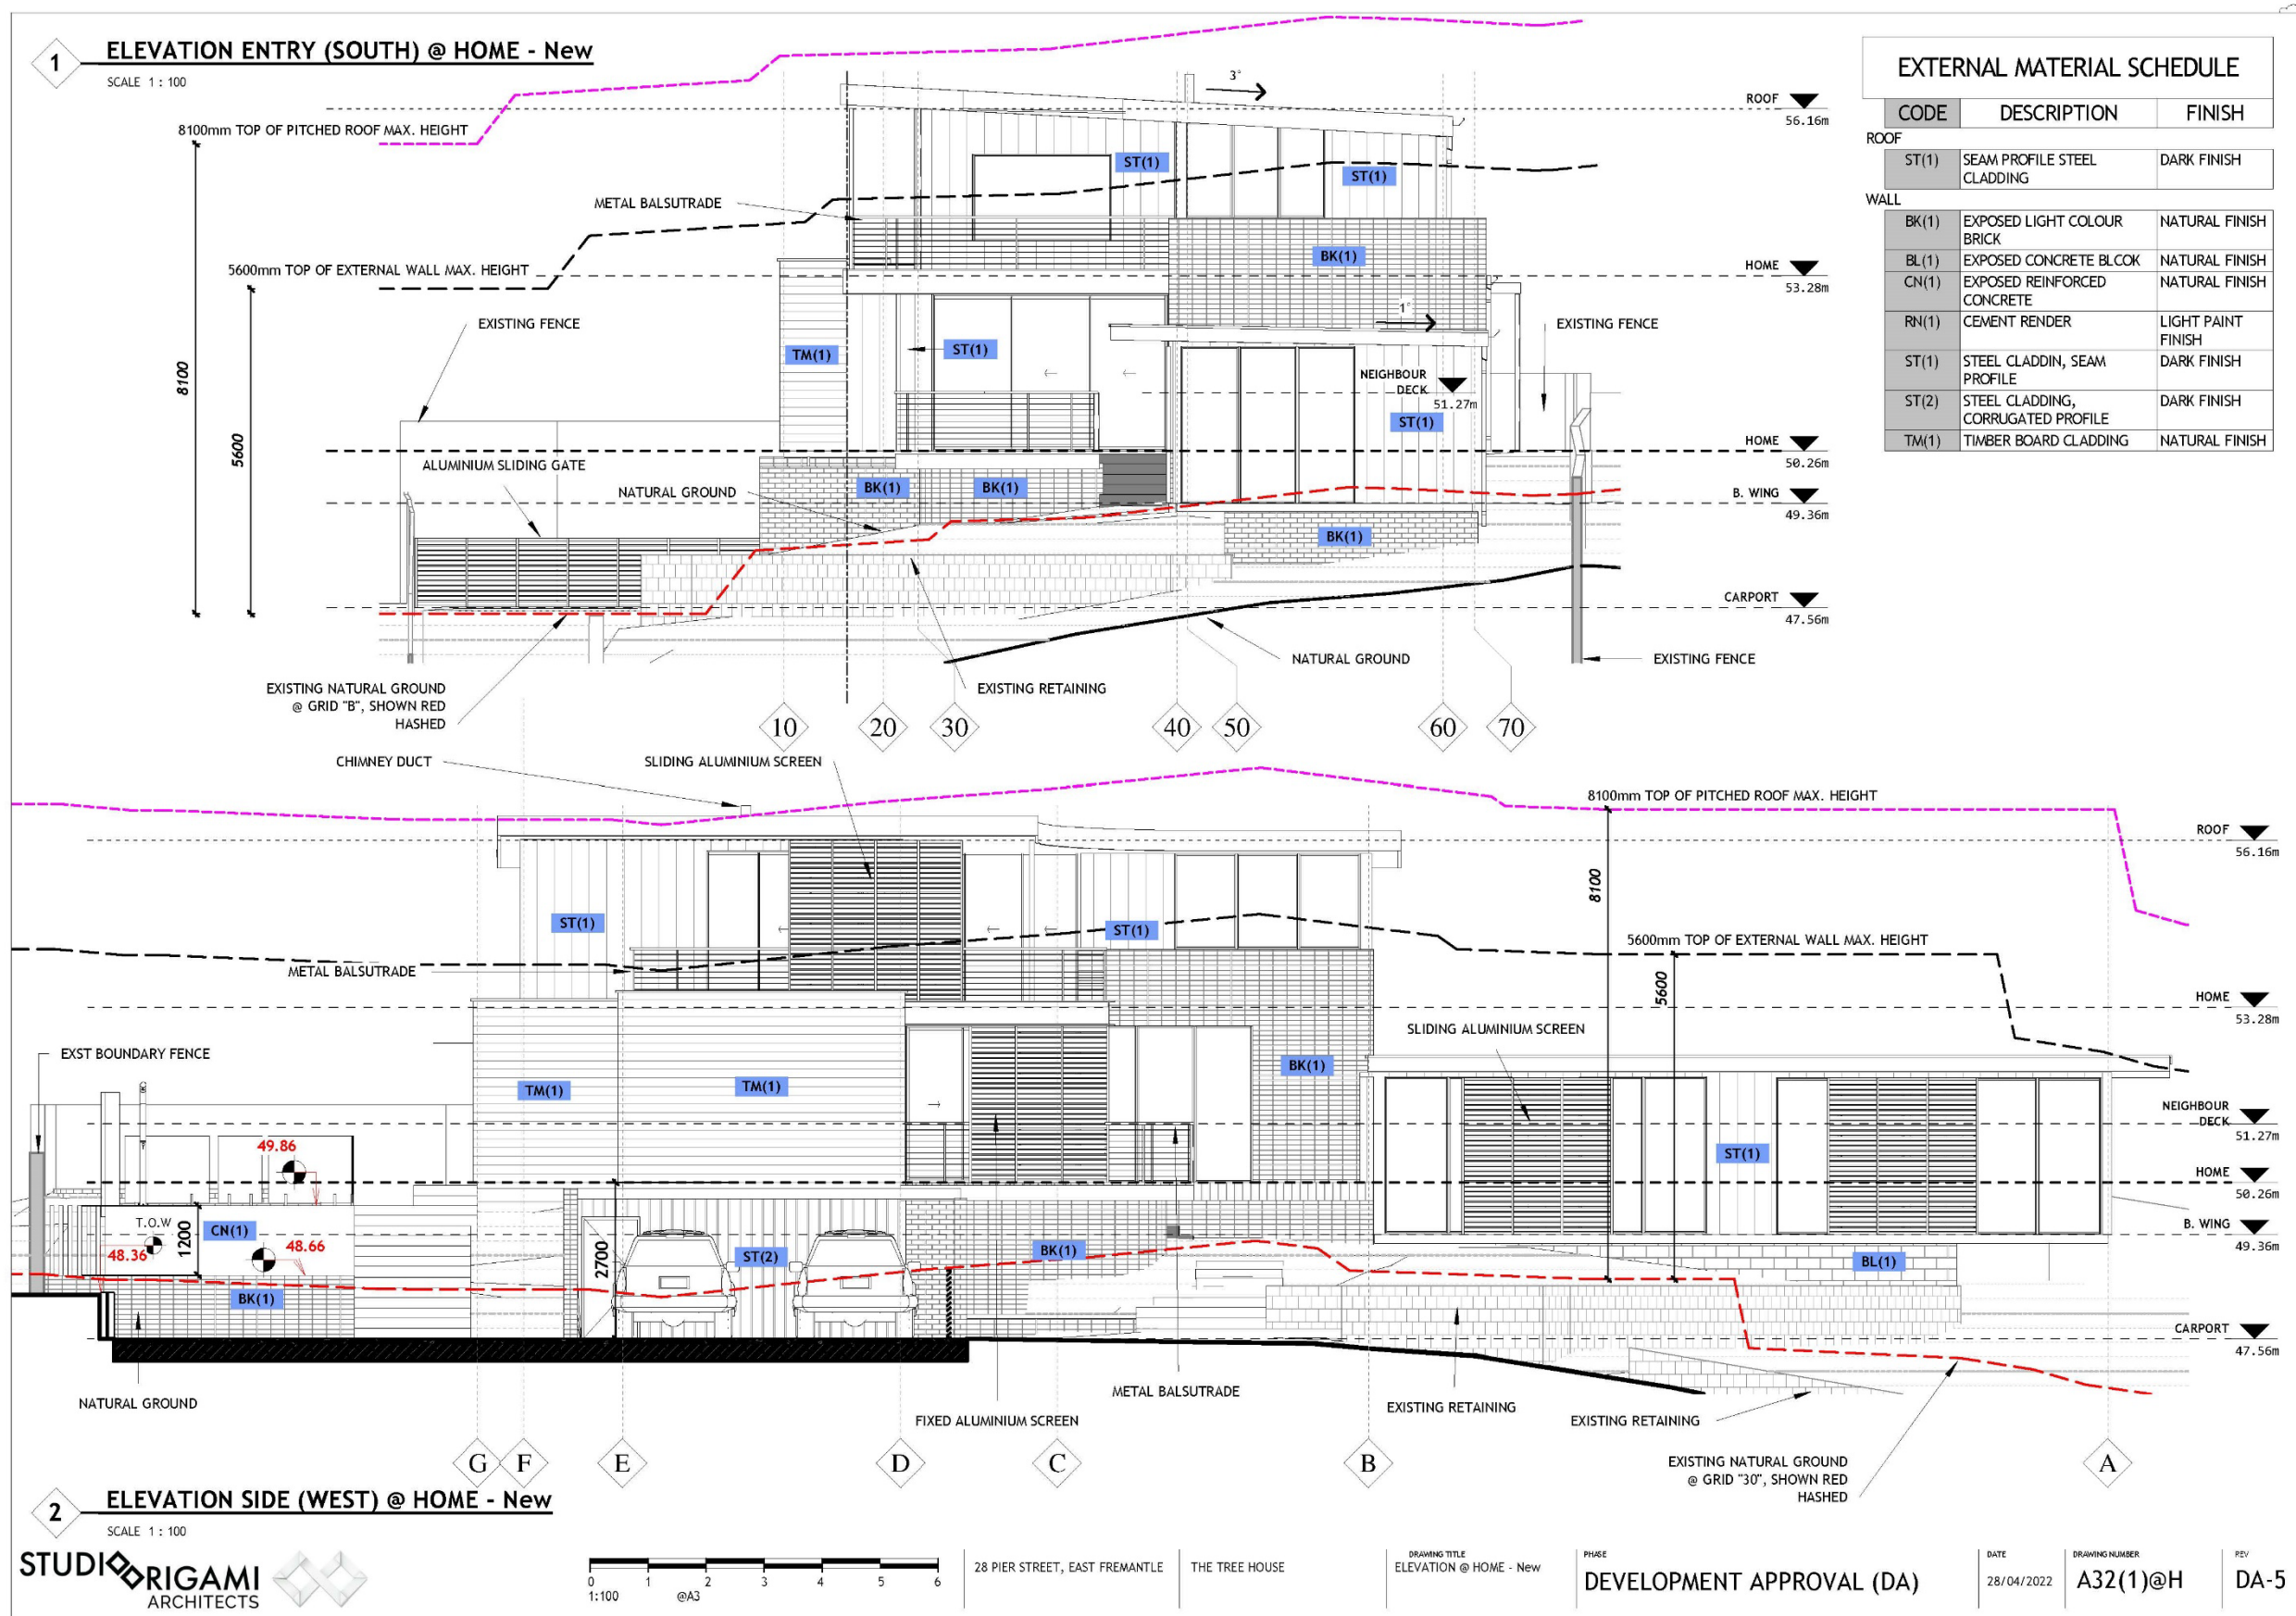 1
ELEVATION ENTRY (SOUTH) @ HOME - New
SCALE 1 : 100
8100mm TOP OF PITCHED ROOF MAX. HEIGHT
3°
ROOF
56.16m
METAL BALSUTRADE
ST(1)
ST(1)
BK(1)
5600mm TOP OF EXTERNAL WALL MAX. HEIGHT
HOME
53.28m
EXISTING FENCE
1°
EXISTING FENCE
TM(1)
ST(1)
8100
5600
NEIGHBOUR
DECK
51.27m
ST(1)
HOME
50.26m
ALUMINIUM SLIDING GATE
NATURAL GROUND
BK(1)
BK(1)
B. WING
49.36m
BK(1)
CARPORT
47.56m
NATURAL GROUND
EXISTING FENCE
EXISTING NATURAL GROUND
@ GRID "B", SHOWN RED
HASHED
EXISTING RETAINING
10
20
30
40
50
60
70
EXTERNAL MATERIAL SCHEDULE
CODE DESCRIPTION FINISH
ROOF
ST(1) SEAM PROFILE STEEL DARK FINISH
CLADDING
WALL
BK(1) EXPOSED LIGHT COLOUR NATURAL FINISH
BRICK
BL(1) EXPOSED CONCRETE BLCOK NATURAL FINISH
CN(1) EXPOSED REINFORCED NATURAL FINISH
CONCRETE
RN(1) CEMENT RENDER LIGHT PAINT
FINISH
ST(1) STEEL CLADDIN, SEAM DARK FINISH
PROFILE
ST(2) STEEL CLADDING, DARK FINISH
CORRUGATED PROFILE
TM(1) TIMBER BOARD CLADDING NATURAL FINISH
CHIMNEY DUCT
SLIDING ALUMINIUM SCREEN
8100mm TOP OF PITCHED ROOF MAX. HEIGHT
ROOF
56.16m
8100
ST(1)
ST(1)
5600mm TOP OF EXTERNAL WALL MAX. HEIGHT
METAL BALSUTRADE
5600
HOME
53.28m
SLIDING ALUMINIUM SCREEN
EXST BOUNDARY FENCE
TM(1)
TM(1)
BK(1)
NEIGHBOUR
DECK
51.27m
49.86
ST(1)
HOME
50.26m
T.O.W
48.36
1200
CN(1)
48.66
2700
ST(2)
BK(1)
B. WING
49.36m
BL(1)
BK(1)
CARPORT
47.56m
NATURAL GROUND
FIXED ALUMINIUM SCREEN
METAL BALSUTRADE
EXISTING RETAINING
EXISTING RETAINING
EXISTING NATURAL GROUND
@ GRID "30", SHOWN RED
HASHED
G
F
E
D
C
B
A
2
ELEVATION SIDE (WEST) @ HOME - New
SCALE 1 : 100
STUDIO ORIGAMI
ARCHITECTS
0 1 2 3 4 5 6
1:100 @A3
28 PIER STREET, EAST FREMANTLE
THE TREE HOUSE
DRAWING TITLE
ELEVATION @ HOME - New
PHASE
DEVELOPMENT APPROVAL (DA)
DATE
28/04/2022
DRAWING NUMBER
A32(1)@H
REV
DA-5